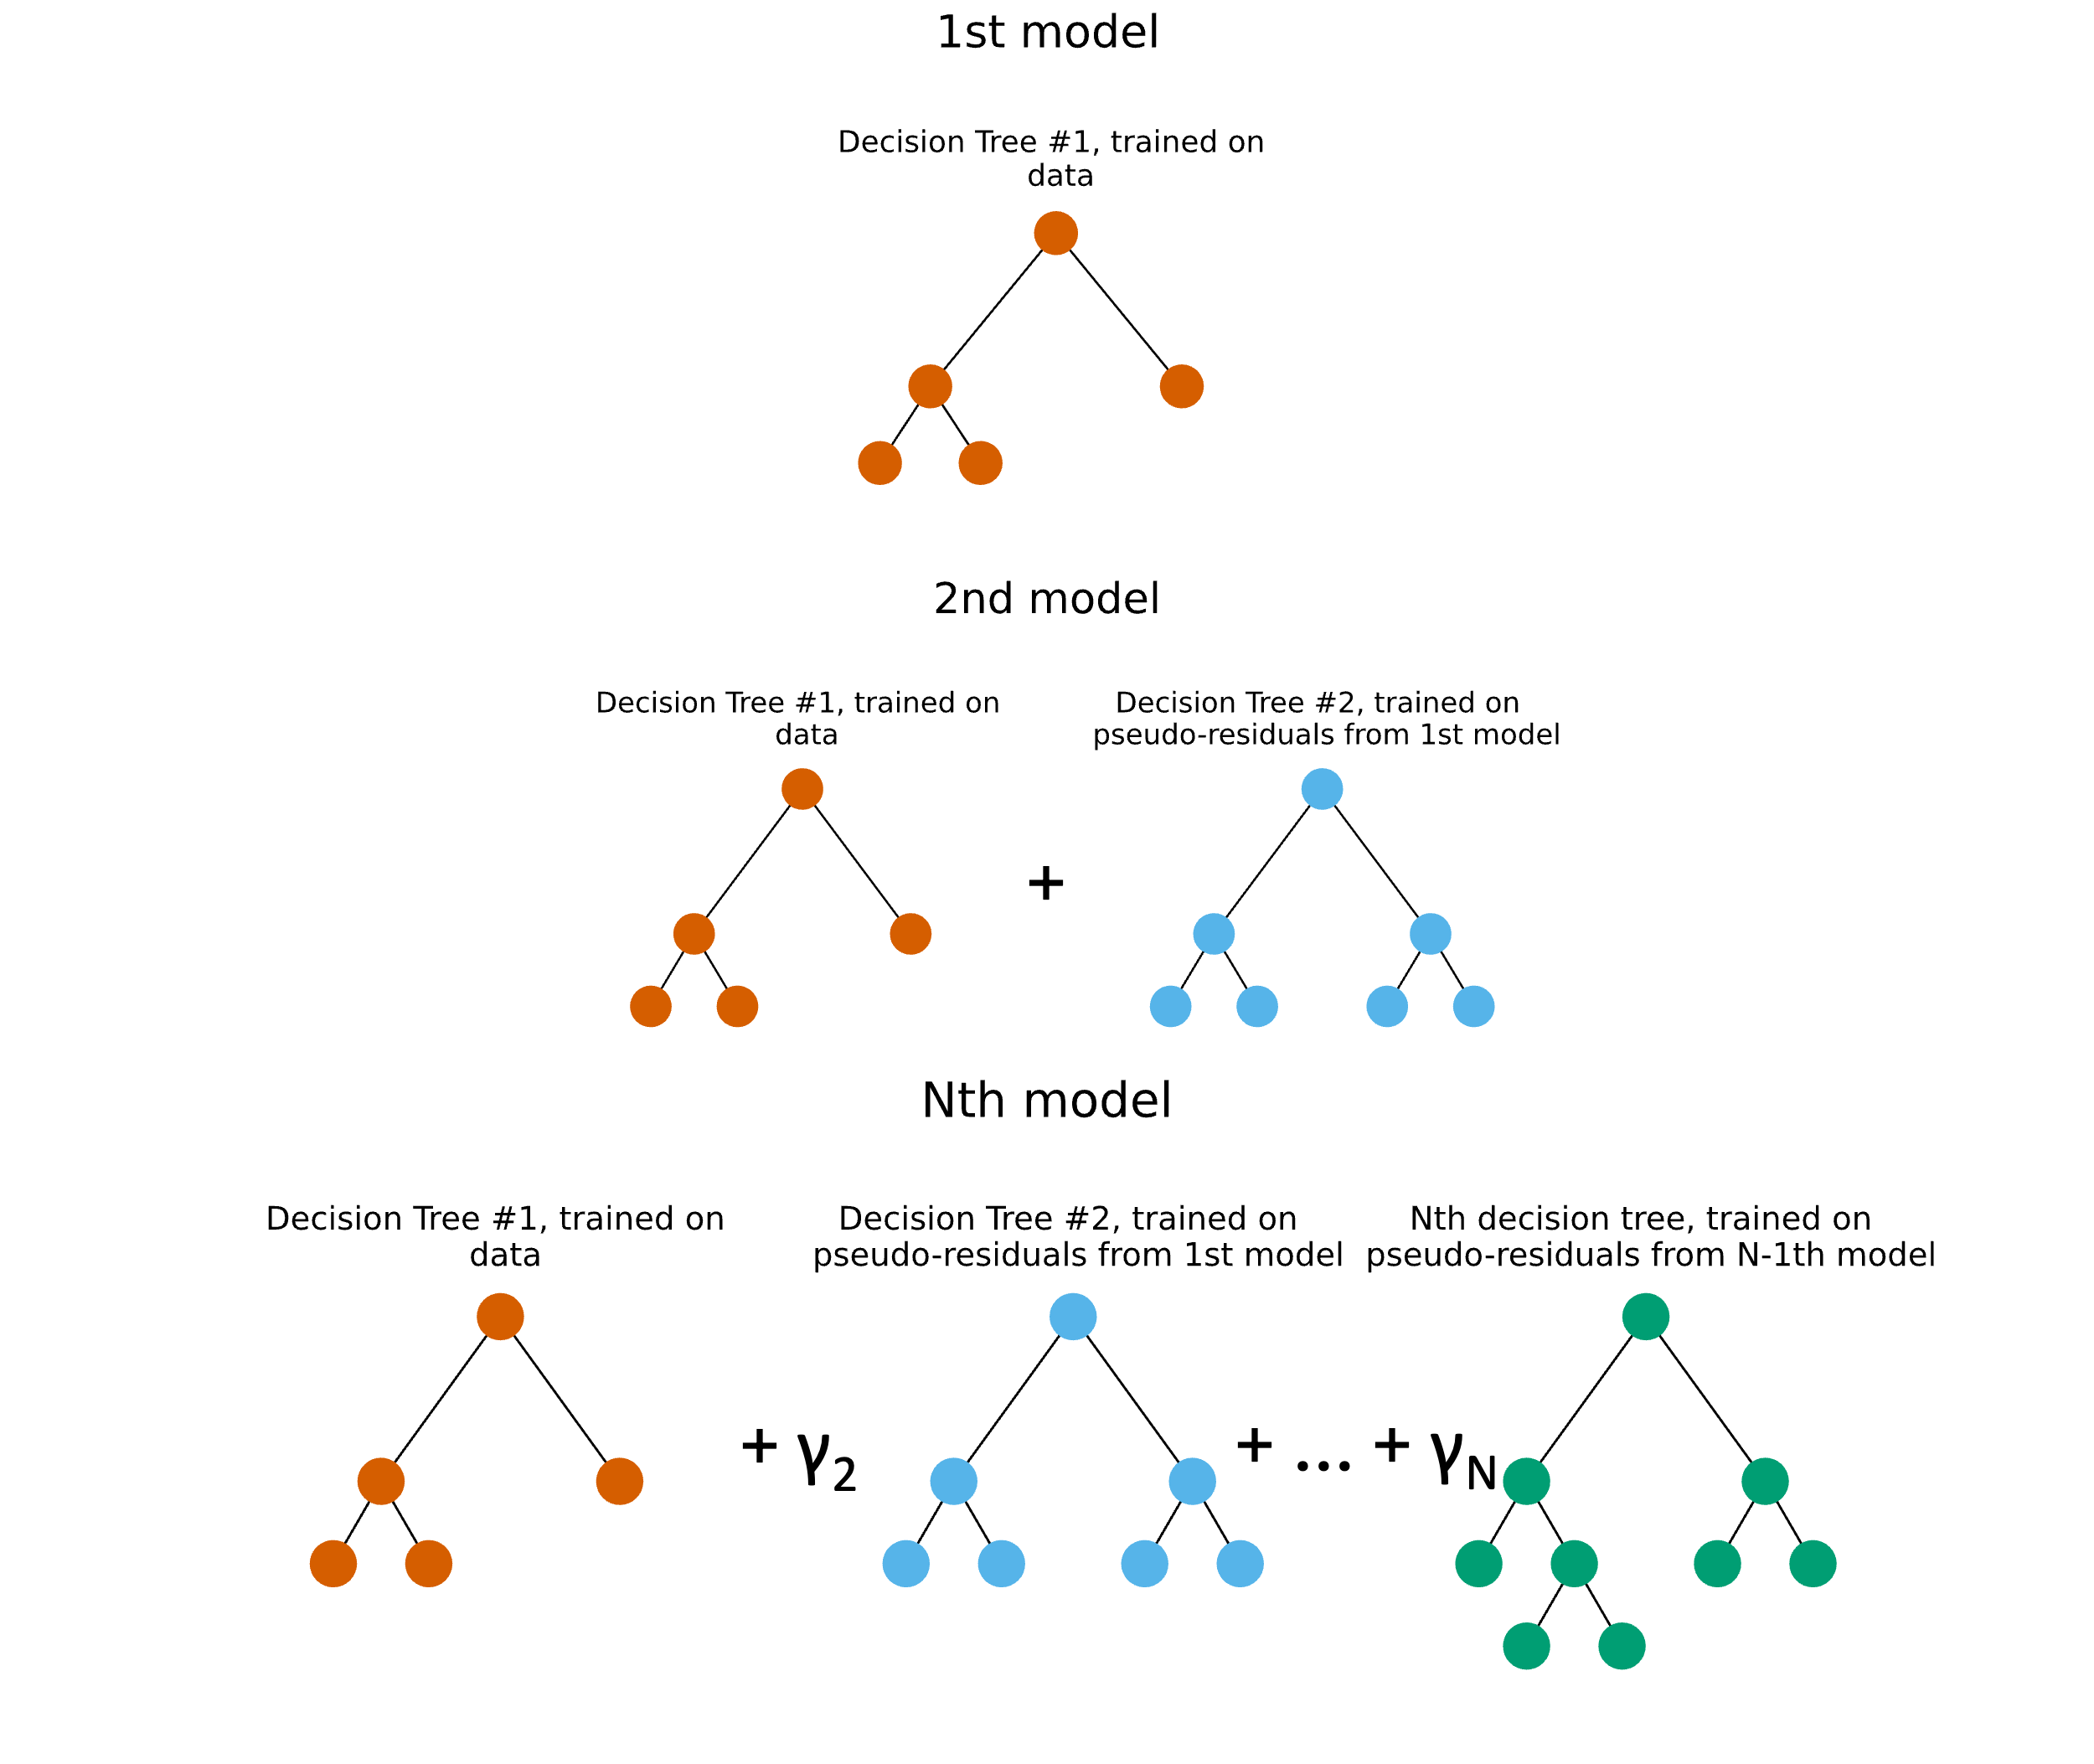 1st model
Decision Tree #1, trained on
data
2nd model
Decision Tree #1, trained on
data
Decision Tree #2, trained on
pseudo-residuals from 1st model
+
Nth model
Decision Tree #1, trained on
data
Decision Tree #2, trained on
pseudo-residuals from 1st model
Nth decision tree, trained on
pseudo-residuals from N-1th model
+ γ2
+ ... + γN